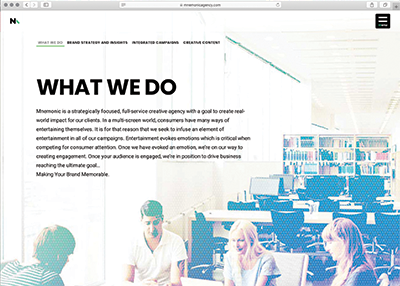 mnemonicagency.com
N
WHAT WE DO BRAND STRATEGY AND INSIGHTS INTEGRATED CAMPAIGNS CREATIVE CONTENT
WHAT WE DO
Mnemonic is a strategically focused, full-service creative agency with a goal to create real-
world impact for our clients. In a multi-screen world, consumers have many ways of
entertaining themselves. It is for that reason that we seek to infuse an element of
entertainment in all of our campaigns. Entertainment evokes emotions which is critical when
competing for consumer attention. Once we have evoked an emotion, we're on our way to
creating engagement. Once your audience is engaged, we're in position to drive business
reaching the ultimate goal...
Making Your Brand Memorable.